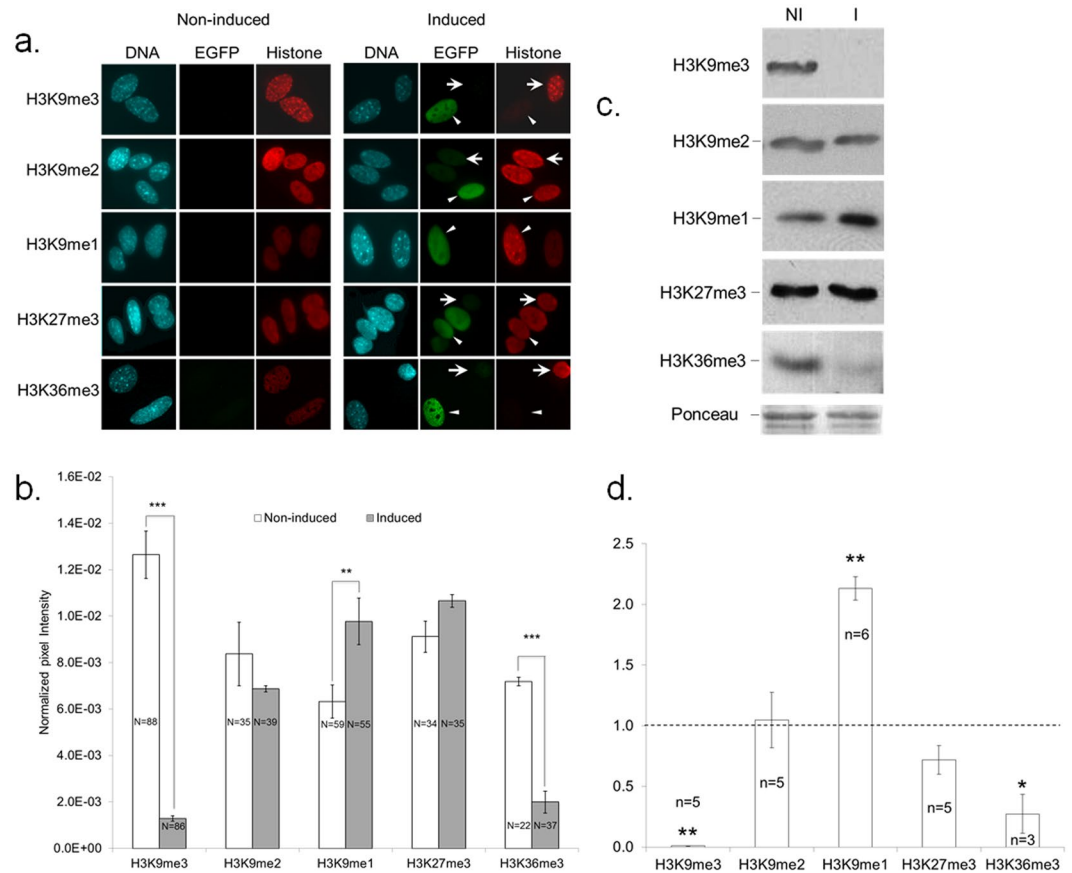 a.
Non-induced
Induced
DNA EGFP Histone DNA EGFP Histone
H3K9me3
H3K9me2
H3K9me1
H3K27me3
H3K36me3
c.
NI I
H3K9me3
H3K9me2
H3K9me1
H3K27me3
H3K36me3
Ponceau
b.
Normalized pixel Intensity
1.6E-02
1.4E-02
1.2E-02
1.0E-02
8.0E-03
6.0E-03
4.0E-03
2.0E-03
0.0E+00
Non-induced Induced
*** ** ***
N=88 N=86 N=35 N=39 N=59 N=55 N=34 N=35 N=22 N=37
H3K9me3 H3K9me2 H3K9me1 H3K27me3 H3K36me3
d.
2.5
2.0
1.5
1.0
0.5
0.0
** ** *
n=5 n=5 n=6 n=5 n=3
H3K9me3 H3K9me2 H3K9me1 H3K27me3 H3K36me3